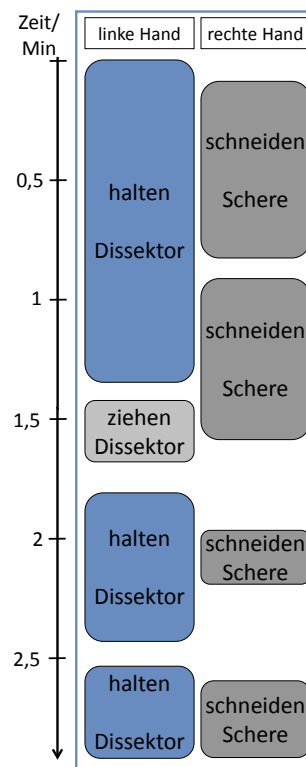 Zeit/
Min
linke Hand
rechte Hand
schneiden
Schere
0,5
halten
Dissektor
1
schneiden
Schere
1,5
ziehen
Dissektor
2
halten
Dissektor
schneiden
Schere
2,5
halten
Dissektor
schneiden
Schere